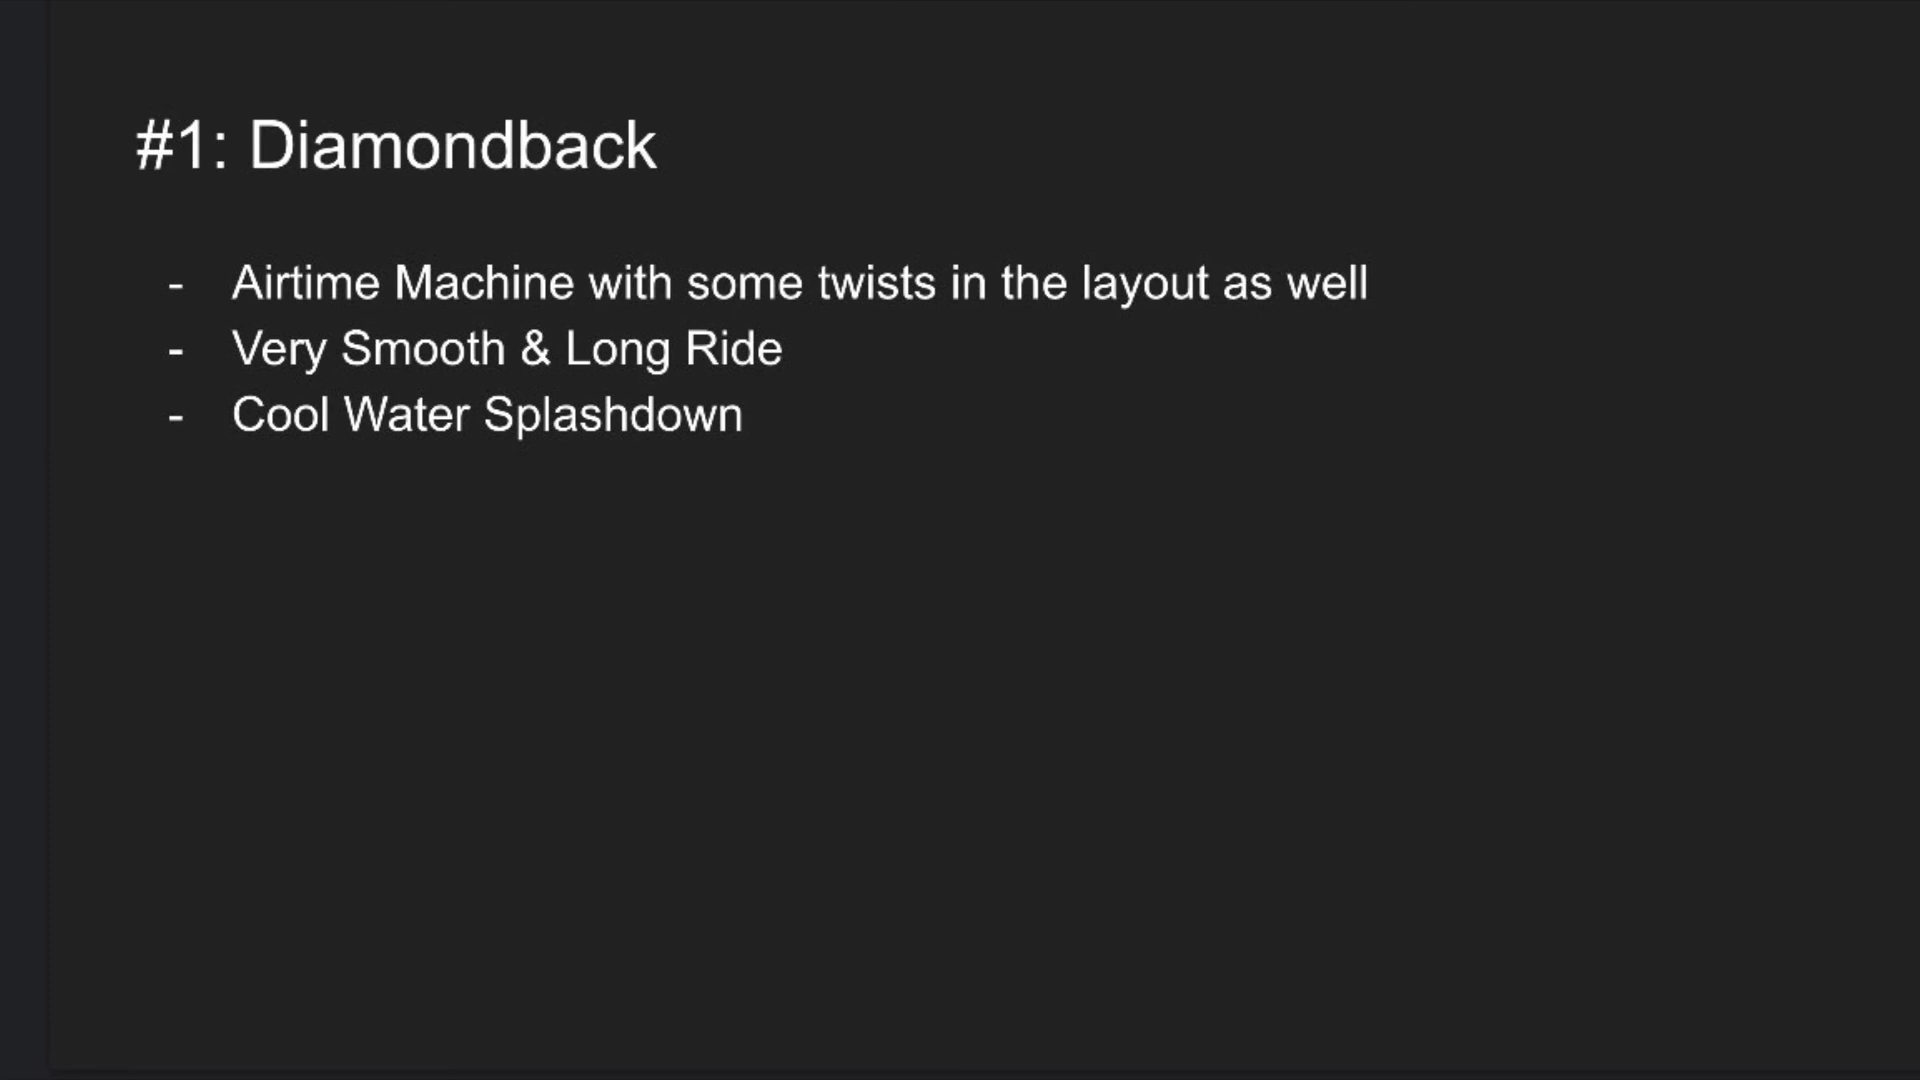 #1: Diamondback
- Airtime Machine with some twists in the layout as well
- Very Smooth & Long Ride
- Cool Water Splashdown